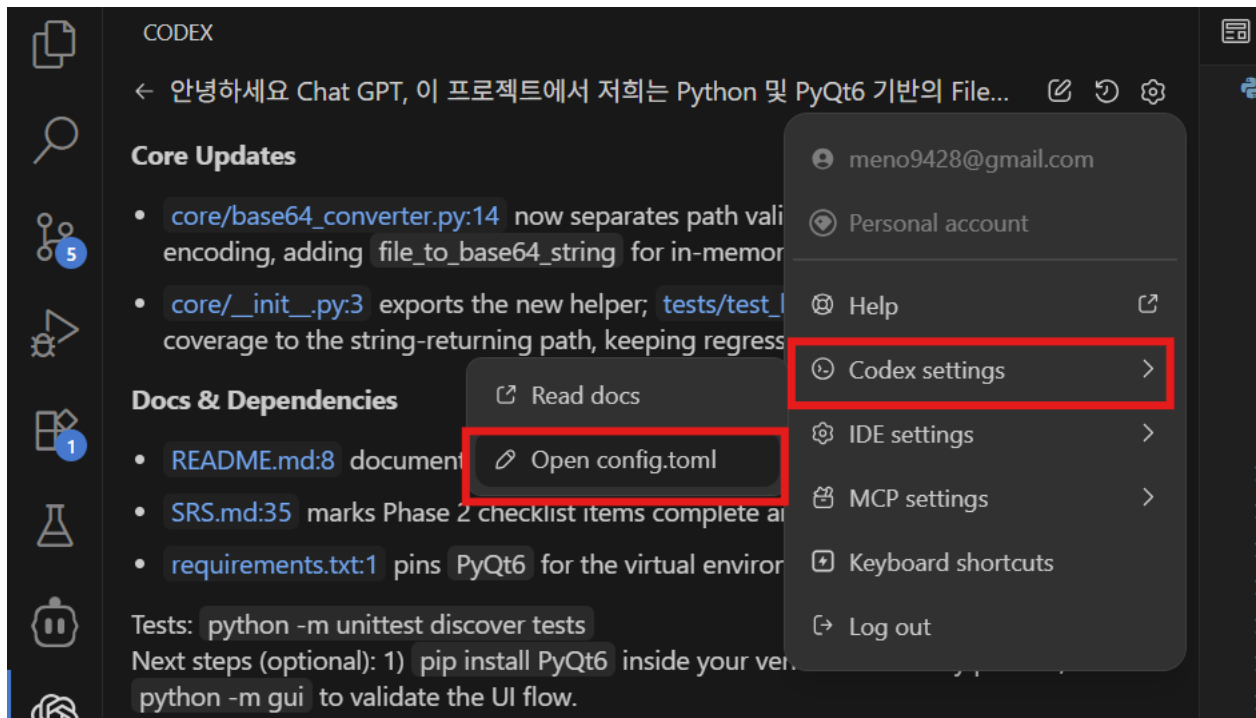 CODEX
안녕하세요 Chat GPT, 이 프로젝트에서 저희는 Python 및 PyQt6 기반의 File...
Core Updates
core/base64_converter.py:14 now separates path vali
encoding, adding file_to_base64_string for in-memor
core/__init__.py:3 exports the new helper; tests/test_
coverage to the string-returning path, keeping regress
Docs & Dependencies
README.md:8 document
SRS.md:35 marks Phase 2 checklist items complete a
requirements.txt:1 pins PyQt6 for the virtual enviro
Tests: python -m unittest discover tests
Next steps (optional): 1) pip install PyQt6 inside your ve
python -m gui to validate the UI flow.
meno9428@gmail.com
Personal account
Help
Codex settings
IDE settings
MCP settings
Keyboard shortcuts
Log out
Read docs
Open config.toml
5
1